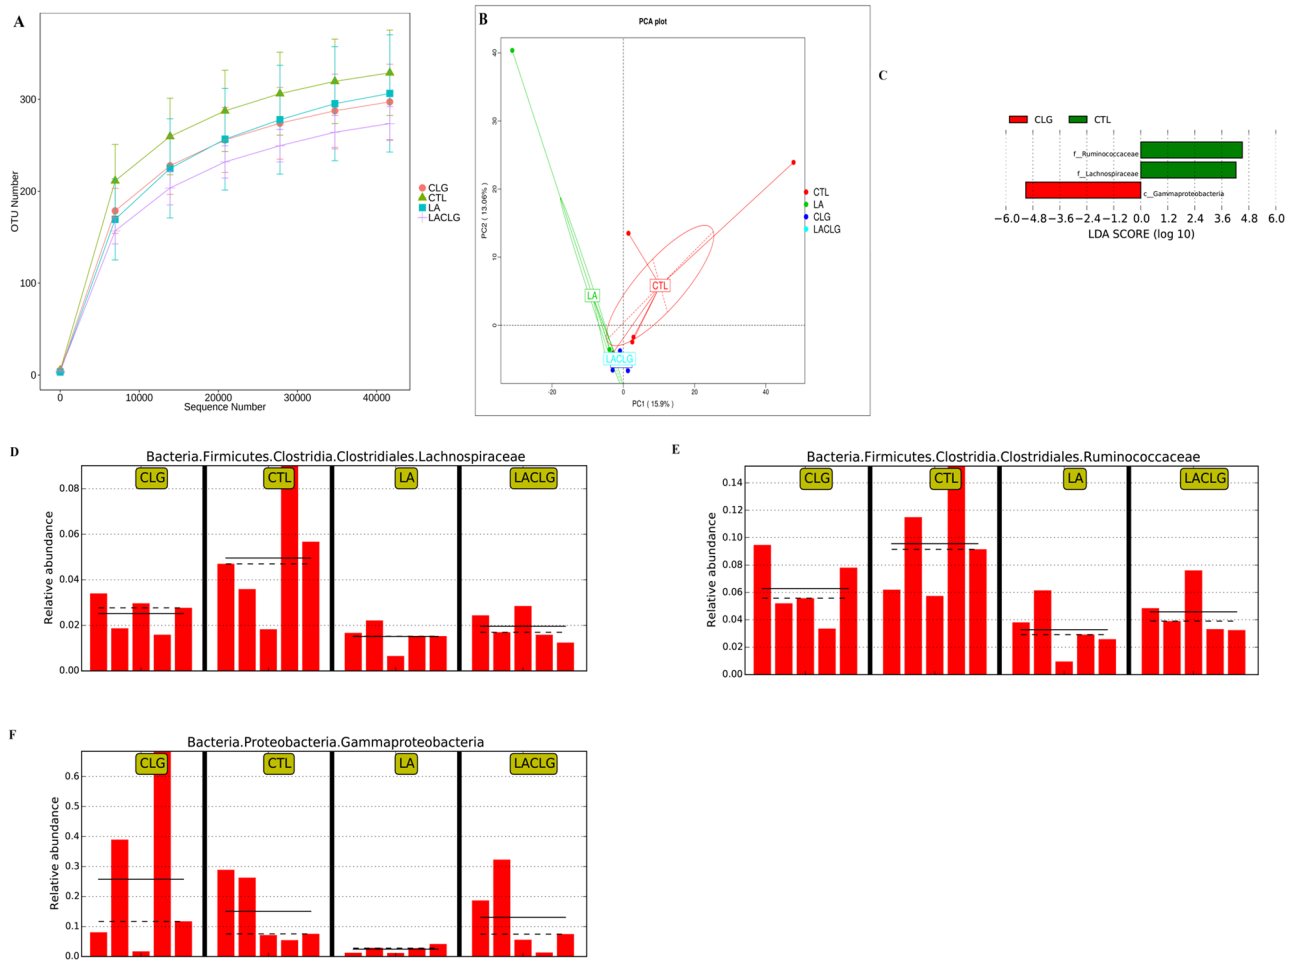 A
300
200
100
0
OTU Number
0
10000
20000
30000
40000
Sequence Number
CLG
CTL
LA
LACLG
B
PCA plot
40
30
20
10
0
PC2 ( 13.06% )
-20
0
20
40
PC1 ( 15.9% )
LA
CTL
LACLG
CTL
LA
CLG
LACLG
C
CLG
CTL
f__Ruminococcaceae
f__Lachnospiraceae
c__Gammaproteobacteria
−6.0 −4.8 −3.6 −2.4 −1.2 0.0 1.2 2.4 3.6 4.8 6.0
LDA SCORE (log 10)
D
Bacteria.Firmicutes.Clostridia.Clostridiales.Lachnospiraceae
CLG
CTL
LA
LACLG
0.08
0.06
0.04
0.02
0.00
Relative abundance
E
Bacteria.Firmicutes.Clostridia.Clostridiales.Ruminococcaceae
CLG
CTL
LA
LACLG
0.14
0.12
0.10
0.08
0.06
0.04
0.02
0.00
Relative abundance
F
Bacteria.Proteobacteria.Gammaproteobacteria
CLG
CTL
LA
LACLG
0.6
0.5
0.4
0.3
0.2
0.1
0.0
Relative abundance